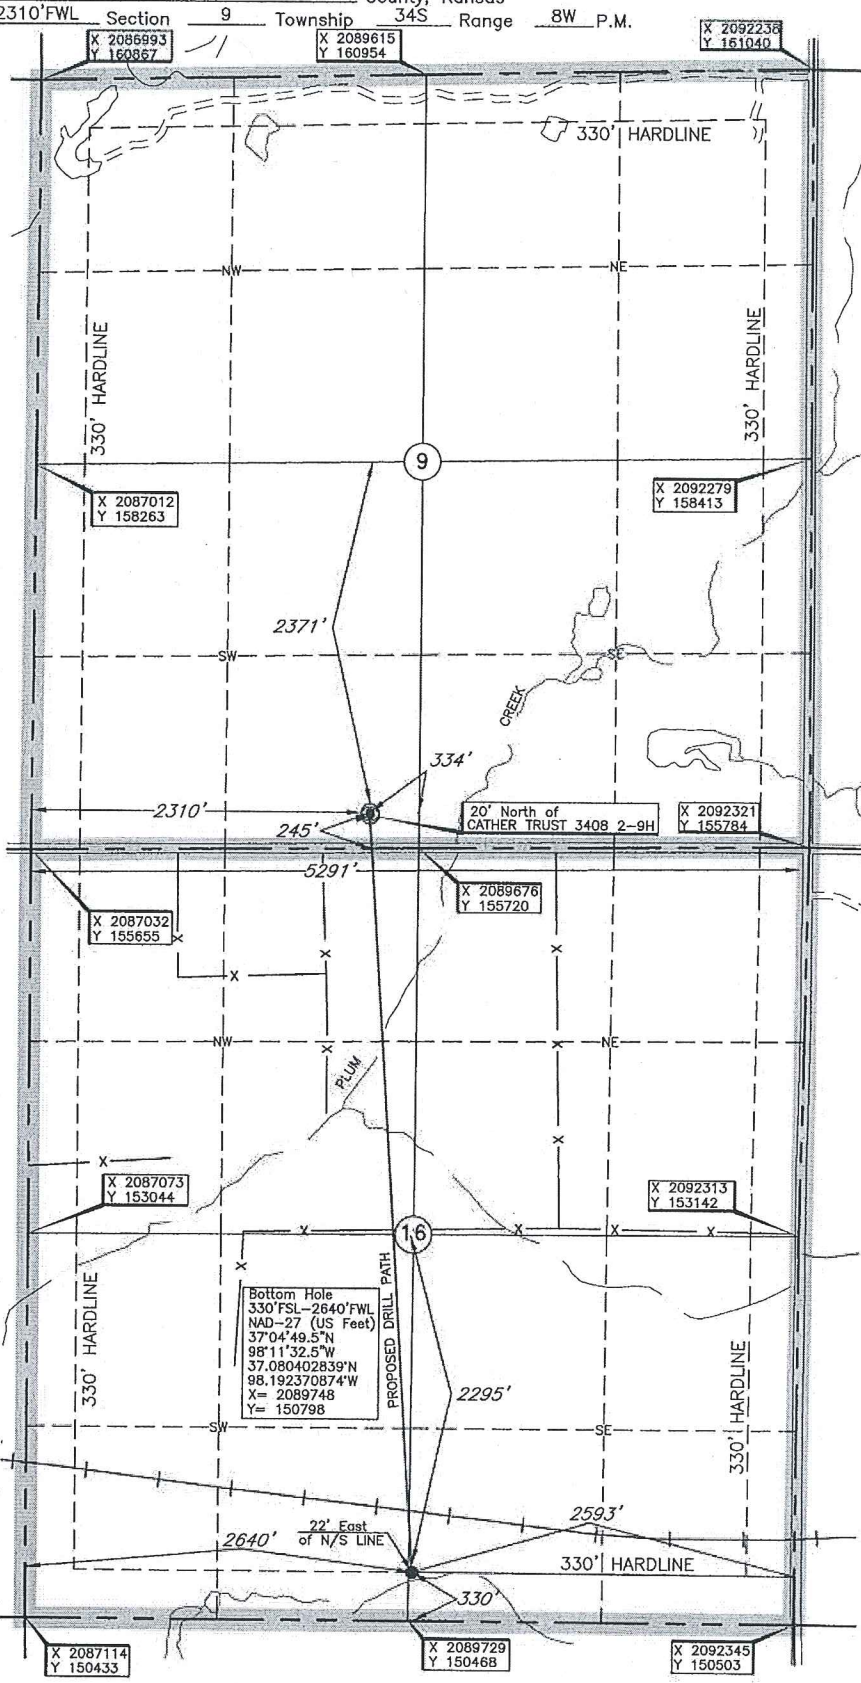 County, Kansas
2310'FWL Section 9 Township 34S Range 8W P.M.
X 2086993
Y 160867
X 2089615
Y 160954
X 2092238
Y 161040
330' HARDLINE
NW
NE
330' HARDLINE
330' HARDLINE
9
X 2087012
Y 158263
X 2092279
Y 158413
2371'
SW
SE
CREEK
334'
2310'
245'
20' North of
CATHER TRUST 3408 2-9H
X 2092321
Y 155784
5291'
X 2087032
Y 155655
X 2089676
Y 155720
X
X
X
X
NW
NE
X
X
PLUM
X
X
X 2087073
Y 153044
X 2092313
Y 153142
X
16
X
X
X
X
Bottom Hole
330'FSL-2640'FWL
NAD-27 (US Feet)
37°04'49.5"N
98°11'32.5"W
37.080402839°N
98.192370874°W
X= 2089748
Y= 150798
PROPOSED DRILL PATH
330' HARDLINE
330' HARDLINE
2295'
SW
SE
22' East
of N/S LINE
2640'
2593'
330' HARDLINE
330'
X 2087114
Y 150433
X 2089729
Y 150468
X 2092345
Y 150503